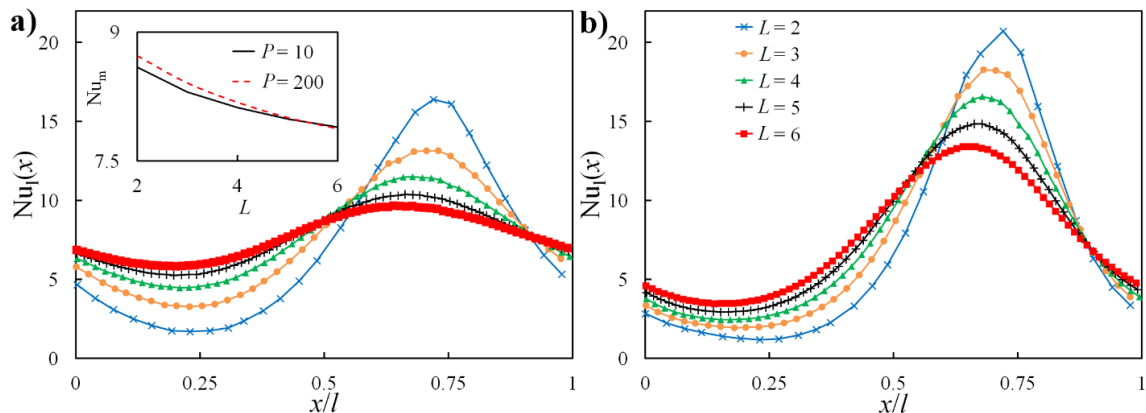 a)
20
15
10
5
0
Nu_l(x)
0 0.25 0.5 0.75 1
x/l
9
7.5
Nu_m
2 4 6
L
P = 10
P = 200
b)
20
15
10
5
0
Nu_l(x)
0 0.25 0.5 0.75 1
x/l
L = 2
L = 3
L = 4
L = 5
L = 6